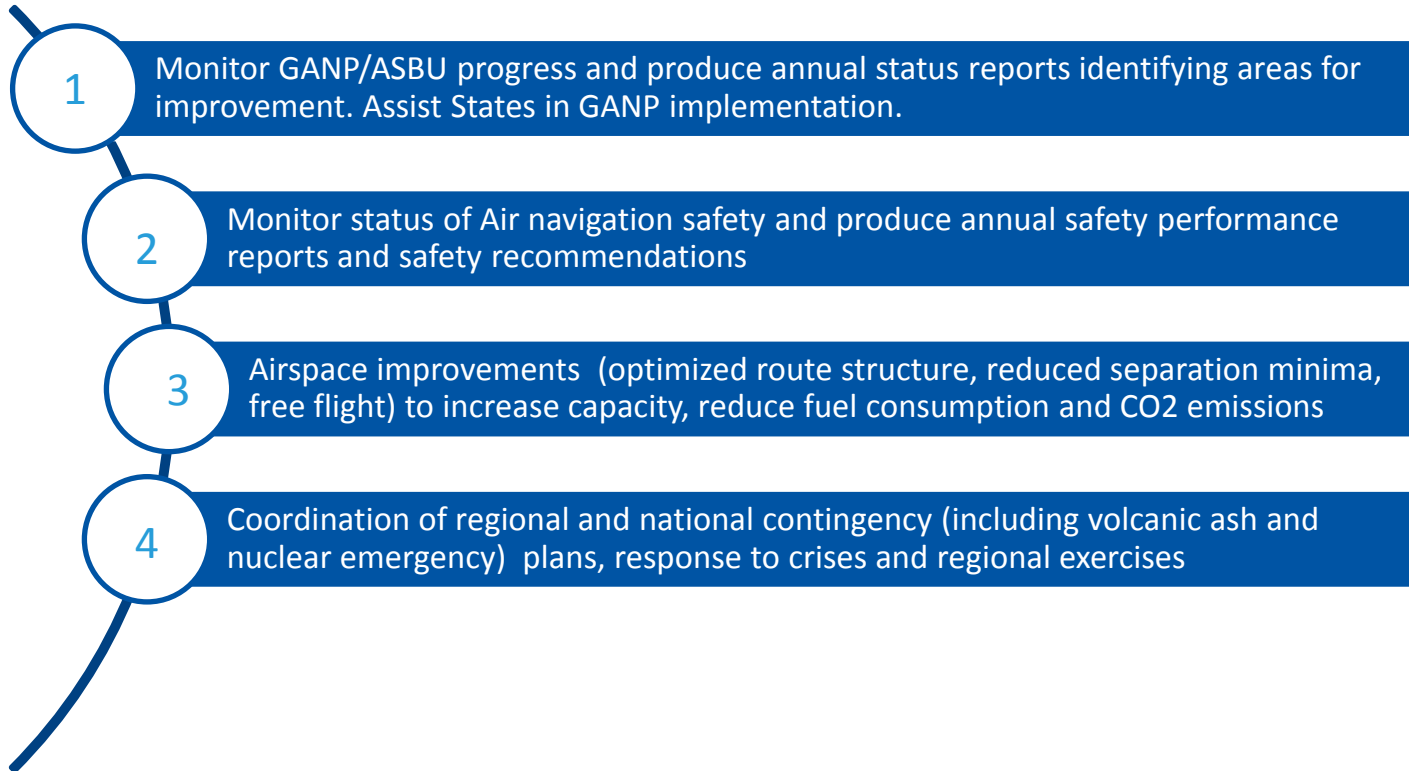 1
Monitor GANP/ASBU progress and produce annual status reports identifying areas for
improvement. Assist States in GANP implementation.
2
Monitor status of Air navigation safety and produce annual safety performance
reports and safety recommendations
3
Airspace improvements  (optimized route structure, reduced separation minima,
free flight) to increase capacity, reduce fuel consumption and CO2 emissions
4
Coordination of regional and national contingency (including volcanic ash and
nuclear emergency)  plans, response to crises and regional exercises